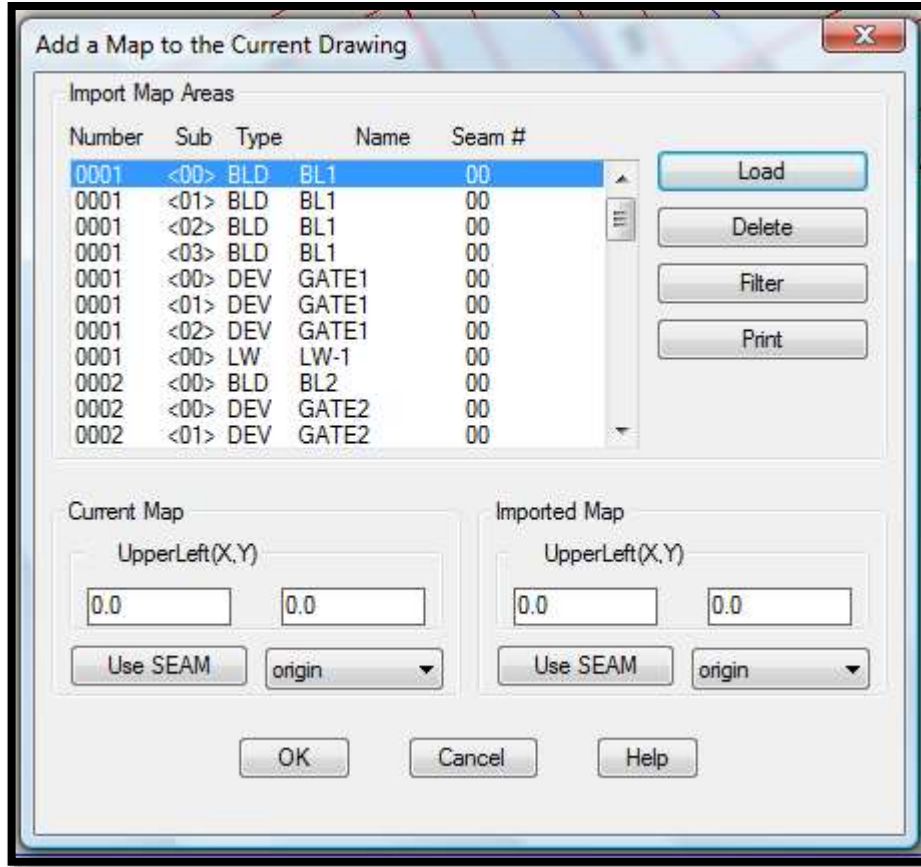 Add a Map to the Current Drawing
Import Map Areas
Number Sub Type Name Seam #
0001 <00> BLD BL1 00
0001 <01> BLD BL1 00
0001 <02> BLD BL1 00
0001 <03> BLD BL1 00
0001 <00> DEV GATE1 00
0001 <01> DEV GATE1 00
0001 <02> DEV GATE1 00
0001 <00> LW LW-1 00
0002 <00> BLD BL2 00
0002 <00> DEV GATE2 00
0002 <01> DEV GATE2 00
Load
Delete
Filter
Print
Current Map
UpperLeft(X,Y)
0.0 0.0
Use SEAM origin
Imported Map
UpperLeft(X,Y)
0.0 0.0
Use SEAM origin
OK Cancel Help